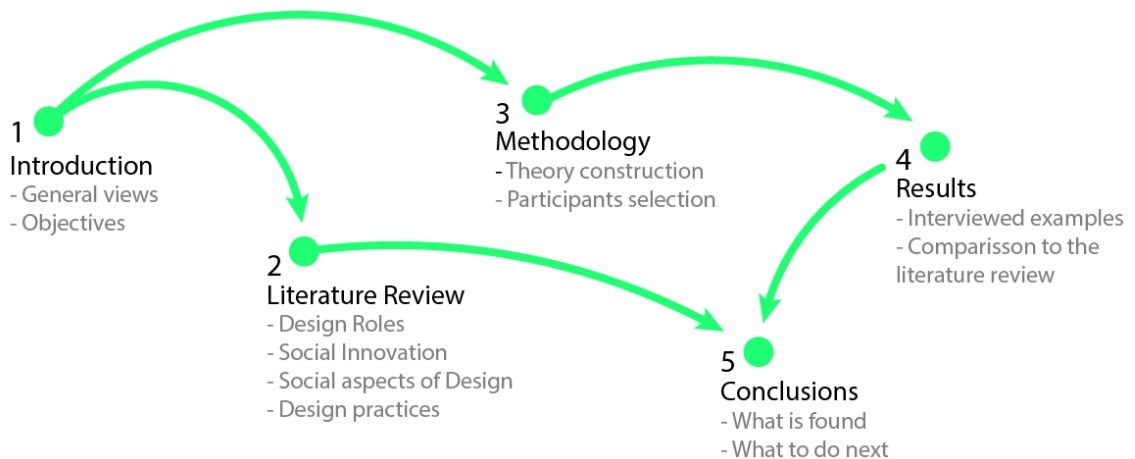 1
Introduction
- General views
- Objectives
2
Literature Review
- Design Roles
- Social Innovation
- Social aspects of Design
- Design practices
3
Methodology
- Theory construction
- Participants selection
4
Results
- Interviewed examples
- Comparisson to the
literature review
5
Conclusions
- What is found
- What to do next